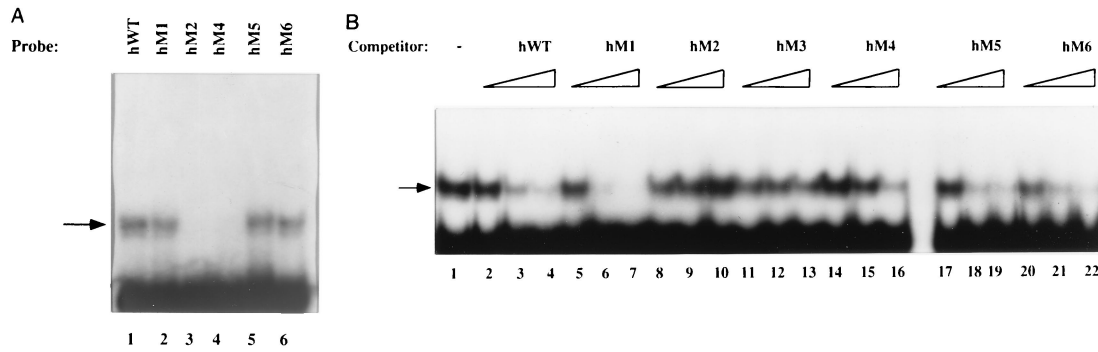 A
Probe: hWT hM1 hM2 hM4 hM5 hM6
1 2 3 4 5 6
B
Competitor: - hWT hM1 hM2 hM3 hM4 hM5 hM6
1 2 3 4 5 6 7 8 9 10 11 12 13 14 15 16 17 18 19 20 21 22